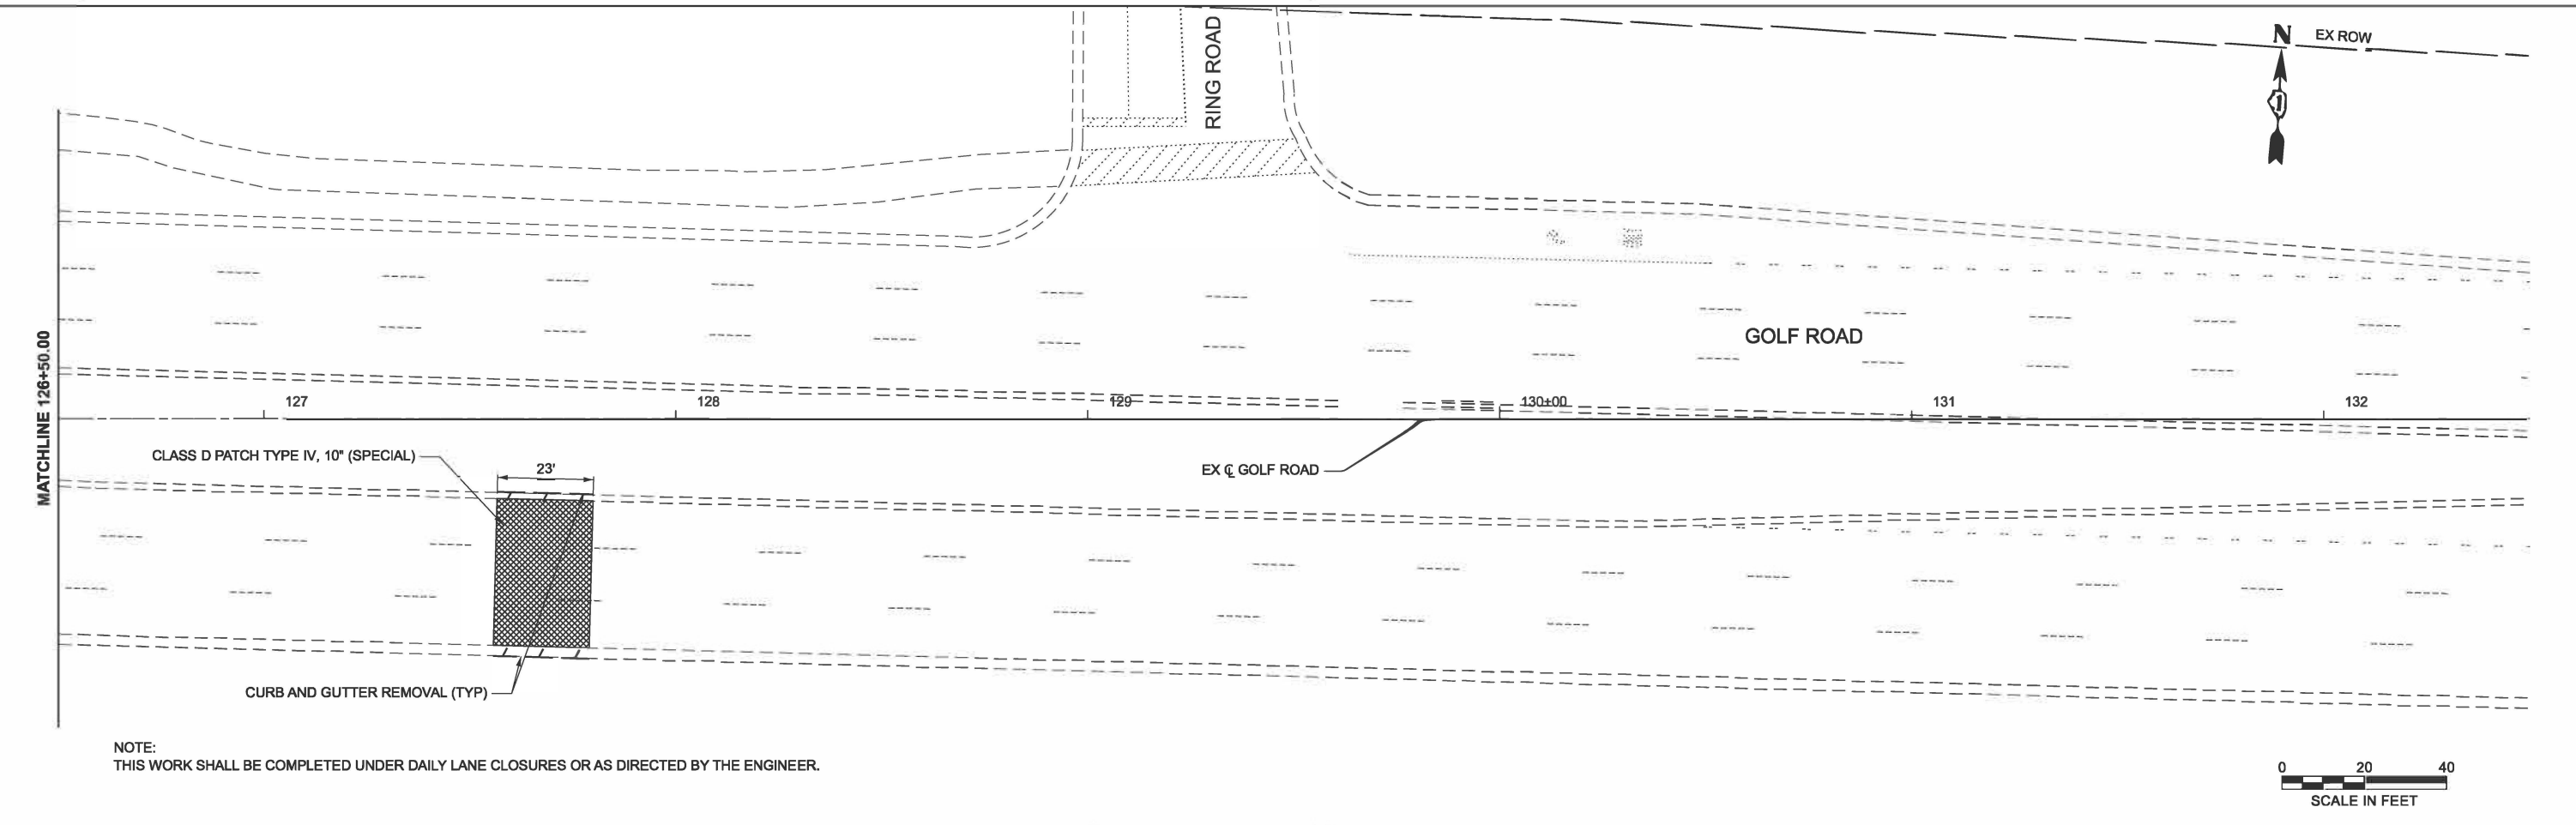 RING ROAD
N
EX ROW
1
MATCHLINE 126+50.00
GOLF ROAD
127
128
129
130+00
131
132
CLASS D PATCH TYPE IV, 10" (SPECIAL)
23'
EX ℄ GOLF ROAD
CURB AND GUTTER REMOVAL (TYP)
NOTE:
THIS WORK SHALL BE COMPLETED UNDER DAILY LANE CLOSURES OR AS DIRECTED BY THE ENGINEER.
0 20 40
SCALE IN FEET